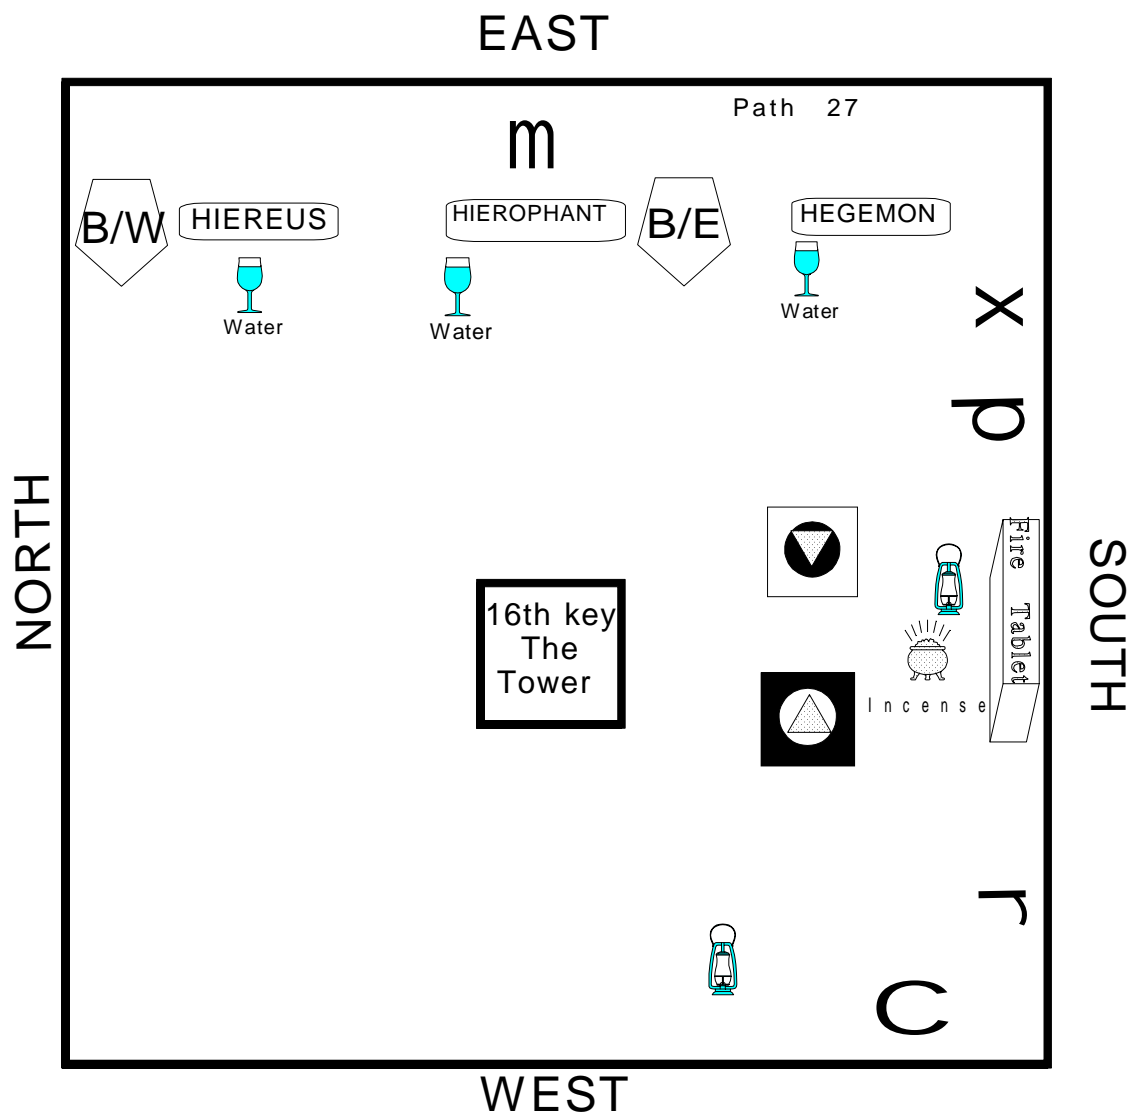 EAST
Path 27
m
B/W
HIEREUS
HIEROPHANT
B/E
HEGEMON
Water
Water
Water
x
p
NORTH
SOUTH
Fire Tablet
16th key
The
Tower
Incense
r
C
WEST